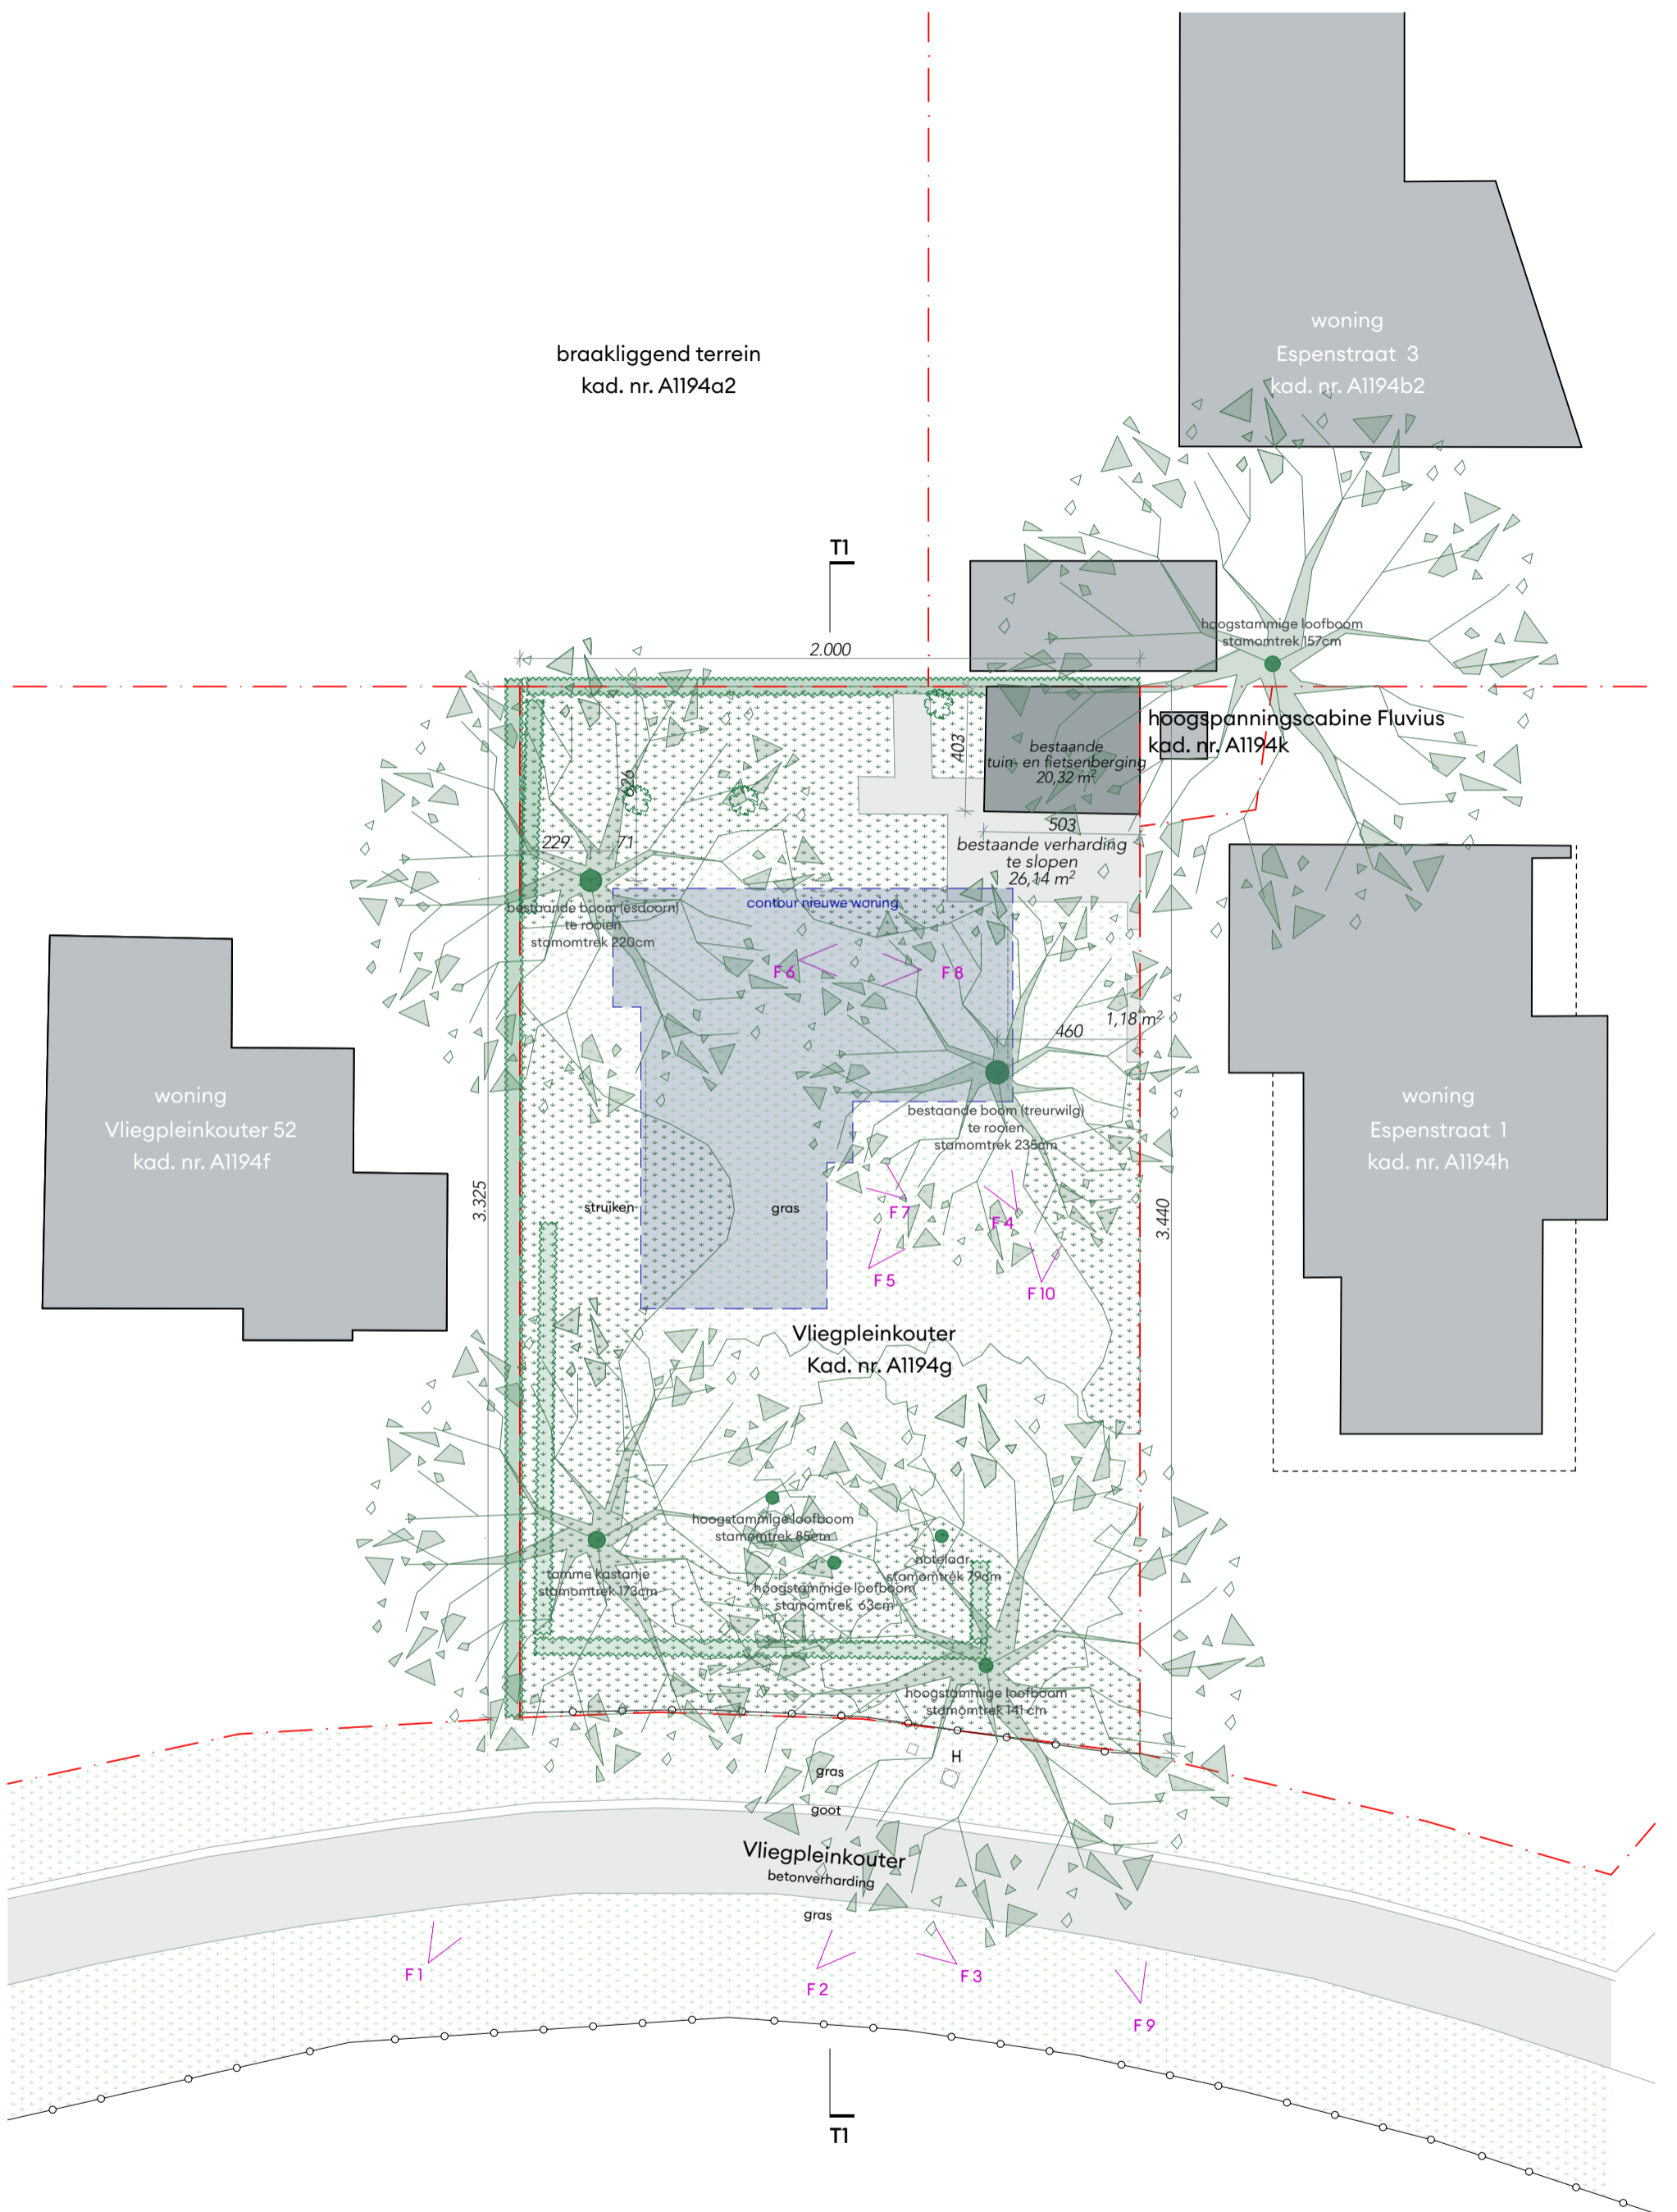 woning
Espenstraat 3
kad. nr. A1194b2
braakliggend terrein
kad. nr. A1194a2
T1
hoogstammige loofboom
stamomtrek 157cm
2.000
hoogspanningscabine Fluvius
kad. nr. A1194k
403
bestaande
tuin- en fietsenberging
20,32 m²
626
503
229
71
bestaande verharding
te slopen
26,14 m²
contour nieuwe woning
bestaande boom (esdoorn)
te rooien
stamomtrek 220cm
F 6
F 8
1,18 m²
460
woning
Vliegpleinkouter 52
kad. nr. A1194f
woning
Espenstraat 1
kad. nr. A1194h
bestaande boom (treurwilg)
te rooien
stamomtrek 235cm
3.325
struiken
gras
F 7
F 4
3.440
F 5
F 10
Vliegpleinkouter
Kad. nr. A1194g
hoogstammige loofboom
stamomtrek 85cm
notelaar
stamomtrek 79cm
tamme kastanje
stamomtrek 173cm
hoogstammige loofboom
stamomtrek 63cm
hoogstammige loofboom
stamomtrek 141 cm
H
gras
goot
Vliegpleinkouter
betonverharding
gras
F 1
F 2
F 3
F 9
T1